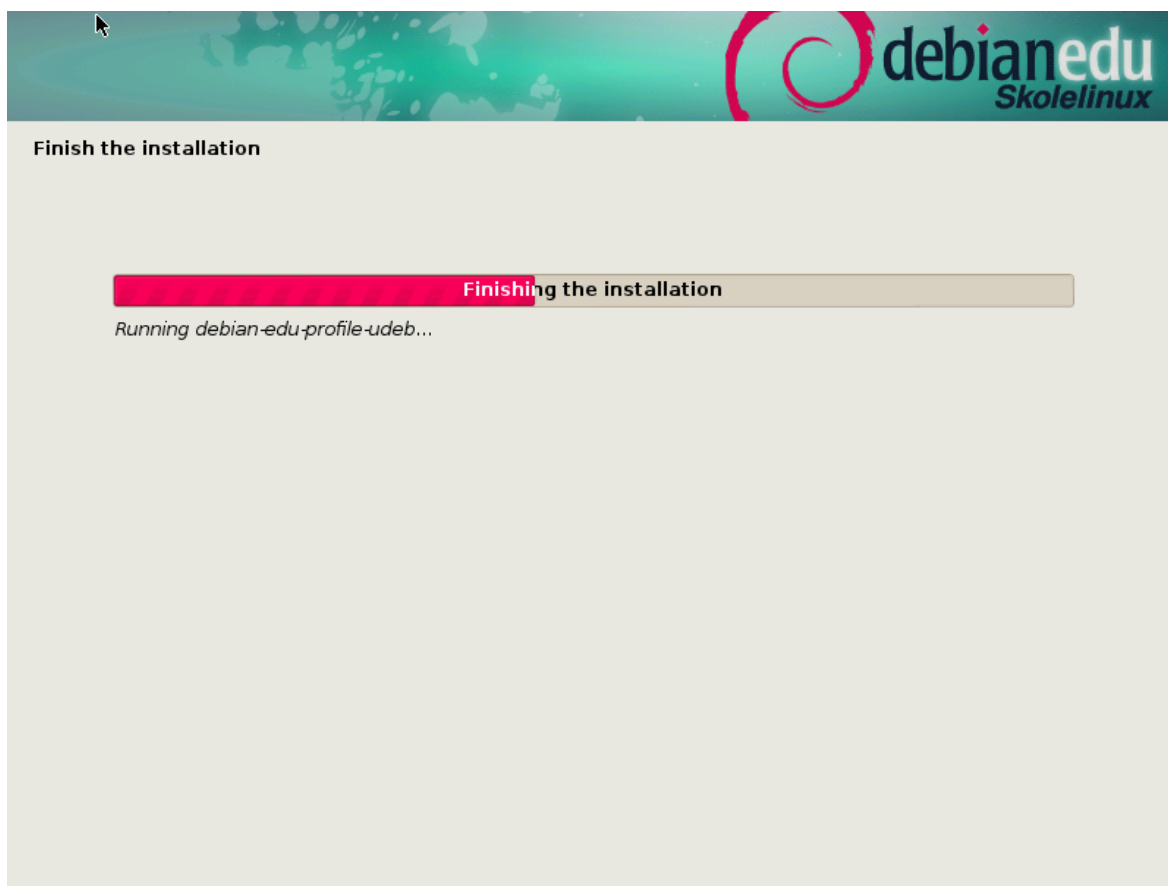 debianedu
Skolelinux
Finish the installation
Finishing the installation
Running debian-edu-profile-udeb...